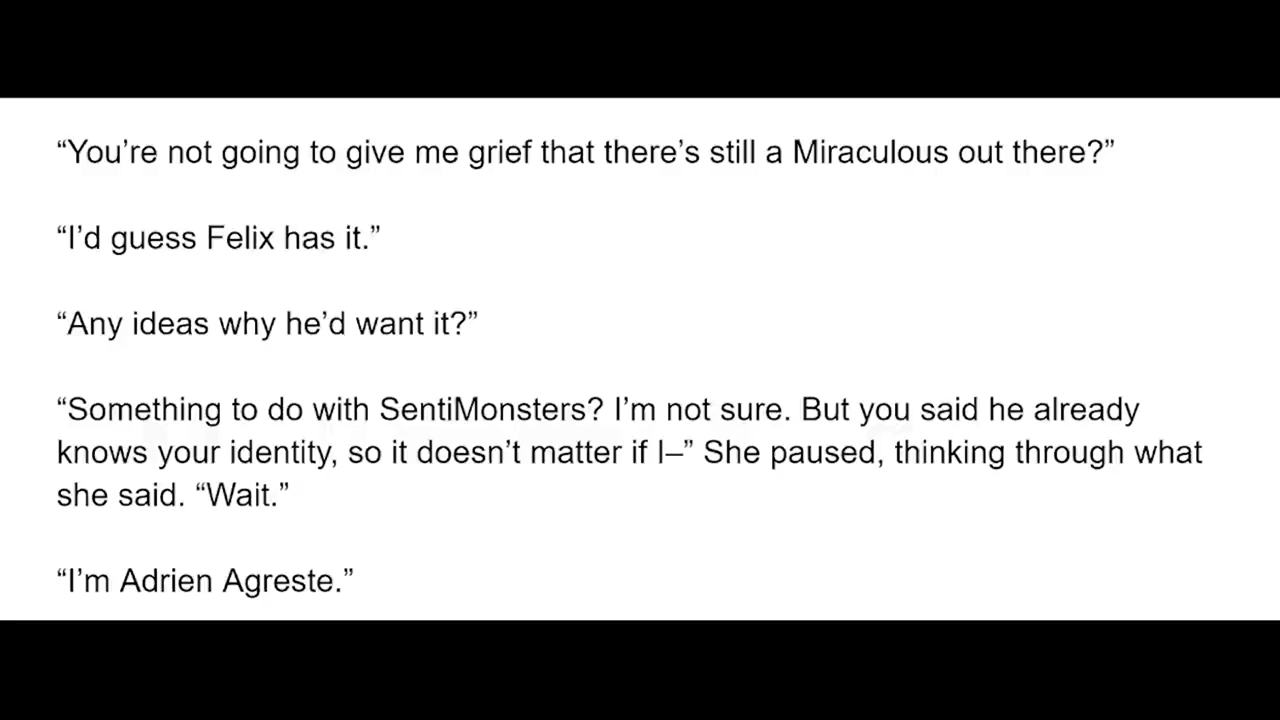 “You’re not going to give me grief that there’s still a Miraculous out there?”
“I’d guess Felix has it.”
“Any ideas why he’d want it?”
“Something to do with SentiMonsters? I’m not sure. But you said he already
knows your identity, so it doesn’t matter if I–” She paused, thinking through what
she said. “Wait.”
“I’m Adrien Agreste.”